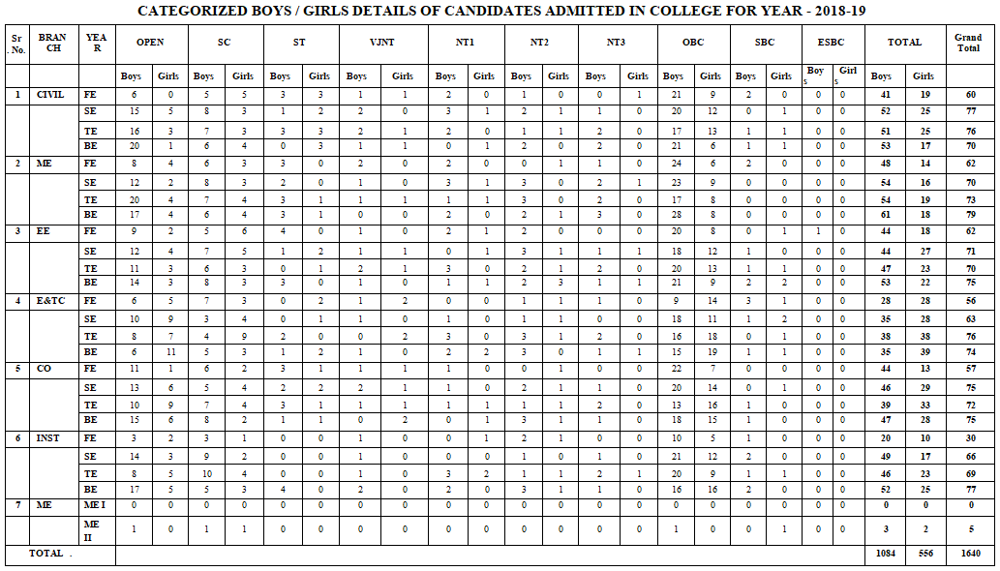 CATEGORIZED BOYS / GIRLS DETAILS OF CANDIDATES ADMITTED IN COLLEGE FOR YEAR - 2018-19
Sr . No. BRAN CH YEA R OPEN SC ST VJNT NT1 NT2 NT3 OBC SBC ESBC TOTAL Grand Total
Boys Girls Boys Girls Boys Girls Boys Girls Boys Girls Boys Girls Boys Girls Boys Girls Boys Girls Boy s Girl s Boys Girls
1 CIVIL FE 6 0 5 5 3 3 1 1 2 0 1 0 0 1 21 9 2 0 0 0 41 19 60
SE 15 5 8 3 1 2 2 0 3 1 2 1 1 0 20 12 0 1 0 0 52 25 77
TE 16 3 7 3 3 3 2 1 2 0 1 1 2 0 17 13 1 1 0 0 51 25 76
BE 20 1 6 4 0 3 1 1 0 1 2 0 2 0 21 6 1 1 0 0 53 17 70
2 ME FE 8 4 6 3 3 0 2 0 2 0 0 1 1 0 24 6 2 0 0 0 48 14 62
SE 12 2 8 3 2 0 1 0 3 1 3 0 2 1 23 9 0 0 0 0 54 16 70
TE 20 4 7 4 3 1 1 1 1 1 3 0 2 0 17 8 0 0 0 0 54 19 73
BE 17 4 6 4 3 1 0 0 2 0 2 1 3 0 28 8 0 0 0 0 61 18 79
3 EE FE 9 2 5 6 4 0 1 0 2 1 2 0 0 0 20 8 0 1 1 0 44 18 62
SE 12 4 7 5 1 2 1 1 0 1 3 1 1 1 18 12 1 0 0 0 44 27 71
TE 11 3 6 3 0 1 2 1 3 0 2 1 2 0 20 13 1 1 0 0 47 23 70
BE 14 3 8 3 3 0 1 0 1 1 2 3 1 1 21 9 2 2 0 0 53 22 75
4 E&TC FE 6 5 7 3 0 2 1 2 0 0 1 1 1 0 9 14 3 1 0 0 28 28 56
SE 10 9 3 4 0 1 1 0 1 0 1 1 0 0 18 11 1 2 0 0 35 28 63
TE 8 7 4 9 2 0 0 2 3 0 3 1 2 0 16 18 0 1 0 0 38 38 76
BE 6 11 5 3 1 2 1 0 2 2 3 0 1 1 15 19 1 1 0 0 35 39 74
5 CO FE 11 1 6 2 3 1 1 1 1 0 0 1 0 0 22 7 0 0 0 0 44 13 57
SE 13 6 5 4 2 2 2 1 1 0 2 1 1 0 20 14 0 1 0 0 46 29 75
TE 10 9 7 4 3 1 1 1 1 1 1 1 2 0 13 16 1 0 0 0 39 33 72
BE 15 6 8 2 1 1 0 2 0 1 3 1 1 0 18 15 1 0 0 0 47 28 75
6 INST FE 3 2 3 1 0 0 1 0 0 1 2 1 0 0 10 5 1 0 0 0 20 10 30
SE 14 3 9 2 0 0 1 0 0 0 1 0 1 0 21 12 2 0 0 0 49 17 66
TE 8 5 10 4 0 0 1 0 3 2 1 1 2 1 20 9 1 1 0 0 46 23 69
BE 17 5 5 3 4 0 2 0 2 0 3 1 1 0 16 16 2 0 0 0 52 25 77
7 ME ME I 0 0 0 0 0 0 0 0 0 0 0 0 0 0 0 0 0 0 0 0 0 0 0
ME II 1 0 1 1 0 0 0 0 0 0 0 0 0 0 1 0 0 1 0 0 3 2 5
TOTAL . 1084 556 1640